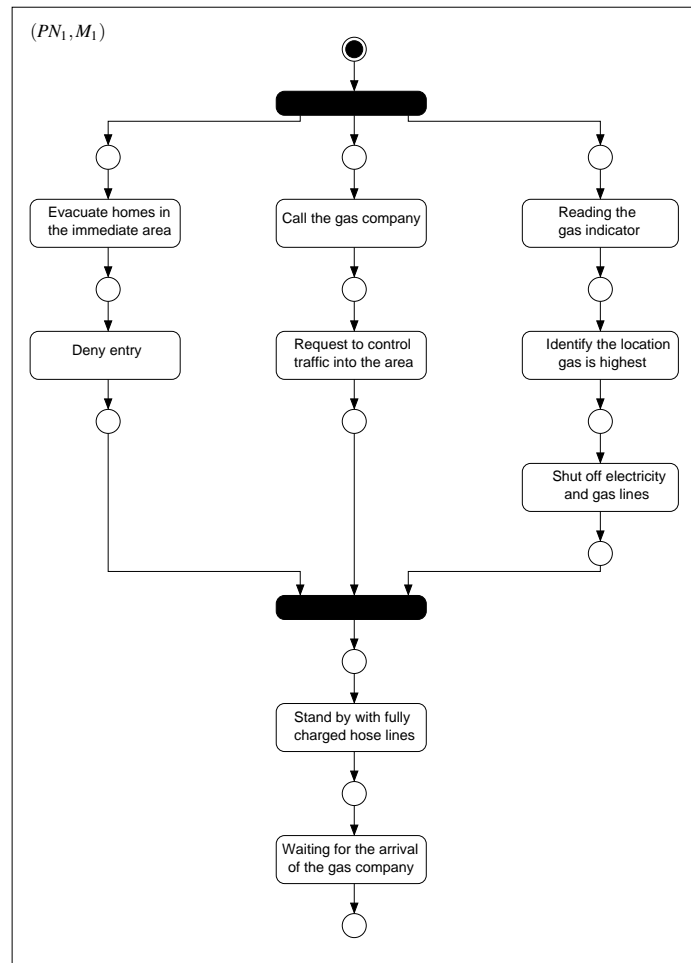 (PN₁, M₁)
Evacuate homes in
the immediate area
Call the gas company
Reading the
gas indicator
Deny entry
Request to control
traffic into the area
Identify the location
gas is highest
Shut off electricity
and gas lines
Stand by with fully
charged hose lines
Waiting for the arrival
of the gas company